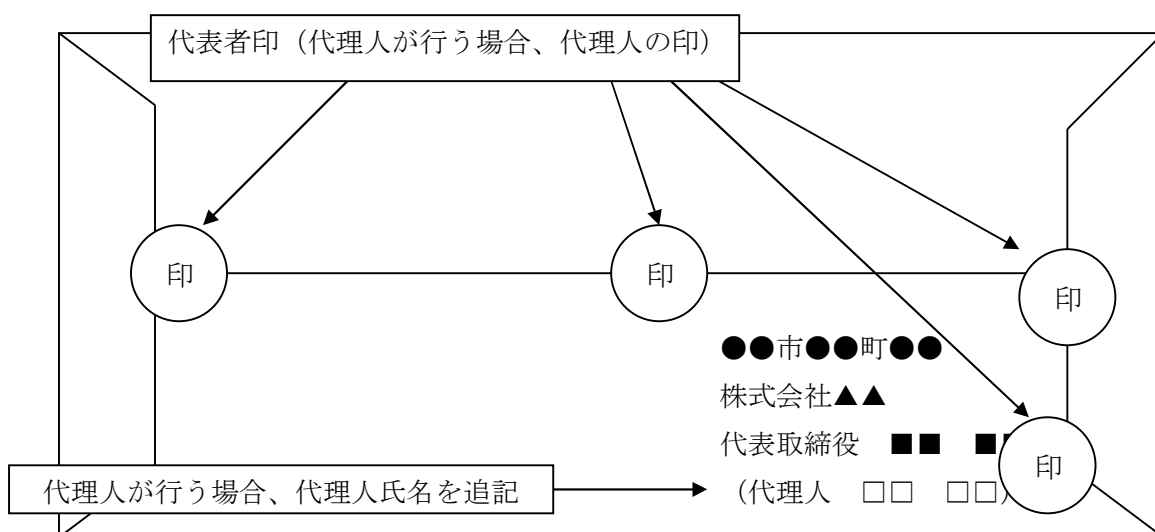 代表者印（代理人が行う場合、代理人の印）
印
印
印
●●市●●町●●
株式会社▲▲
代表取締役　■■　■■
印
代理人が行う場合、代理人氏名を追記
（代理人　□□　□□）